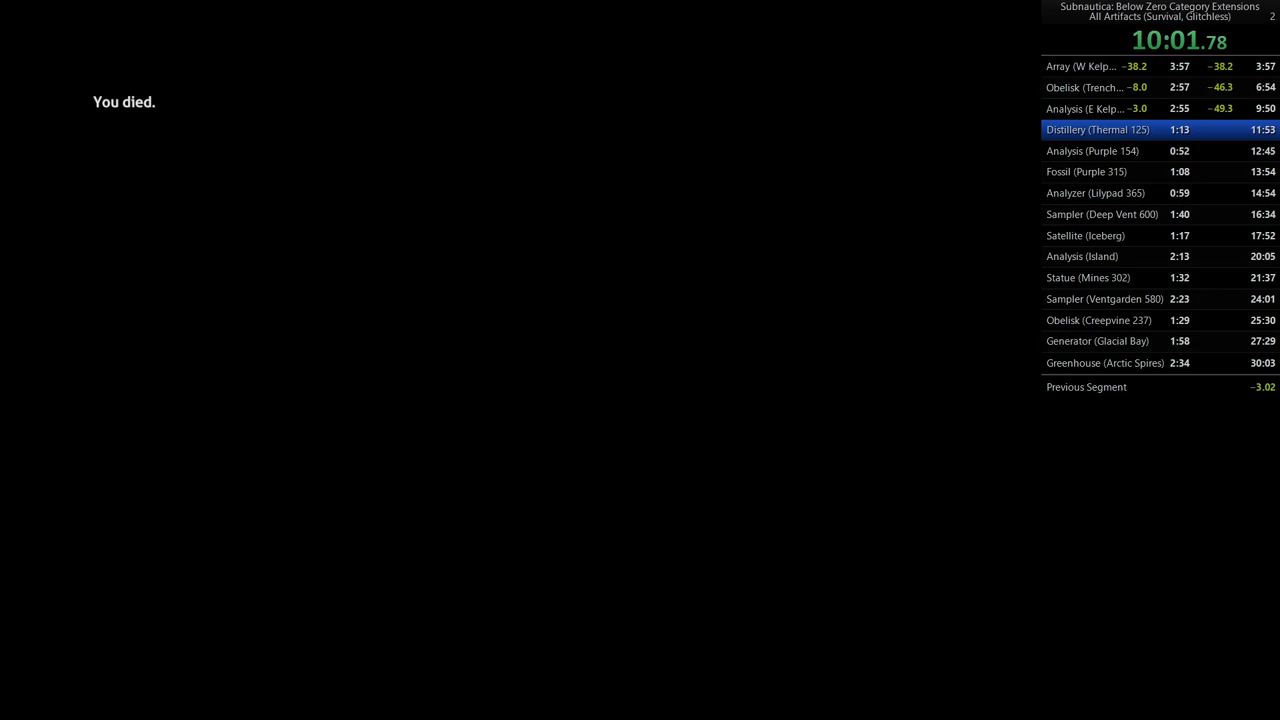 Subnautica: Below Zero Category Extensions
All Artifacts (Survival, Glitchless) 2
10:01.78
You died.
Array (W Kelp... −38.2 3:57 −38.2 3:57
Obelisk (Trench... −8.0 2:57 −46.3 6:54
Analysis (E Kelp... −3.0 2:55 −49.3 9:50
Distillery (Thermal 125) 1:13 11:53
Analysis (Purple 154) 0:52 12:45
Fossil (Purple 315) 1:08 13:54
Analyzer (Lilypad 365) 0:59 14:54
Sampler (Deep Vent 600) 1:40 16:34
Satellite (Iceberg) 1:17 17:52
Analysis (Island) 2:13 20:05
Statue (Mines 302) 1:32 21:37
Sampler (Ventgarden 580) 2:23 24:01
Obelisk (Creepvine 237) 1:29 25:30
Generator (Glacial Bay) 1:58 27:29
Greenhouse (Arctic Spires) 2:34 30:03
Previous Segment −3.02